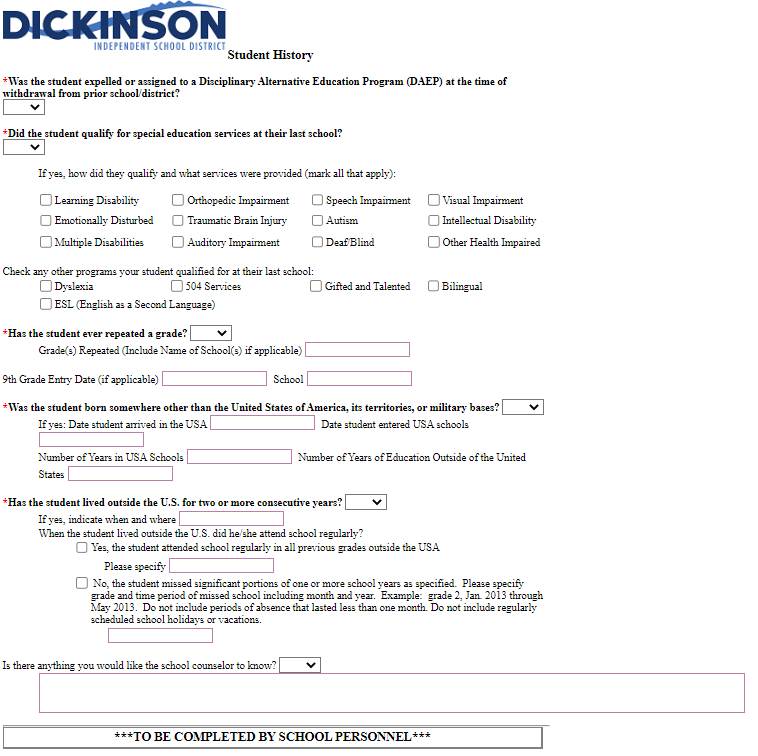 DICKINSON
INDEPENDENT SCHOOL DISTRICT
Student History
*Was the student expelled or assigned to a Disciplinary Alternative Education Program (DAEP) at the time of
withdrawal from prior school/district?
*Did the student qualify for special education services at their last school?
If yes, how did they qualify and what services were provided (mark all that apply):
Learning Disability Orthopedic Impairment Speech Impairment Visual Impairment
Emotionally Disturbed Traumatic Brain Injury Autism Intellectual Disability
Multiple Disabilities Auditory Impairment Deaf/Blind Other Health Impaired
Check any other programs your student qualified for at their last school:
Dyslexia 504 Services Gifted and Talented Bilingual
ESL (English as a Second Language)
*Has the student ever repeated a grade?
Grade(s) Repeated (Include Name of School(s) if applicable)
9th Grade Entry Date (if applicable) School
*Was the student born somewhere other than the United States of America, its territories, or military bases?
If yes: Date student arrived in the USA Date student entered USA schools
Number of Years in USA Schools Number of Years of Education Outside of the United
States
*Has the student lived outside the U.S. for two or more consecutive years?
If yes, indicate when and where
When the student lived outside the U.S. did he/she attend school regularly?
Yes, the student attended school regularly in all previous grades outside the USA
Please specify
No, the student missed significant portions of one or more school years as specified. Please specify
grade and time period of missed school including month and year. Example: grade 2, Jan. 2013 through
May 2013. Do not include periods of absence that lasted less than one month. Do not include regularly
scheduled school holidays or vacations.
Is there anything you would like the school counselor to know?
***TO BE COMPLETED BY SCHOOL PERSONNEL***